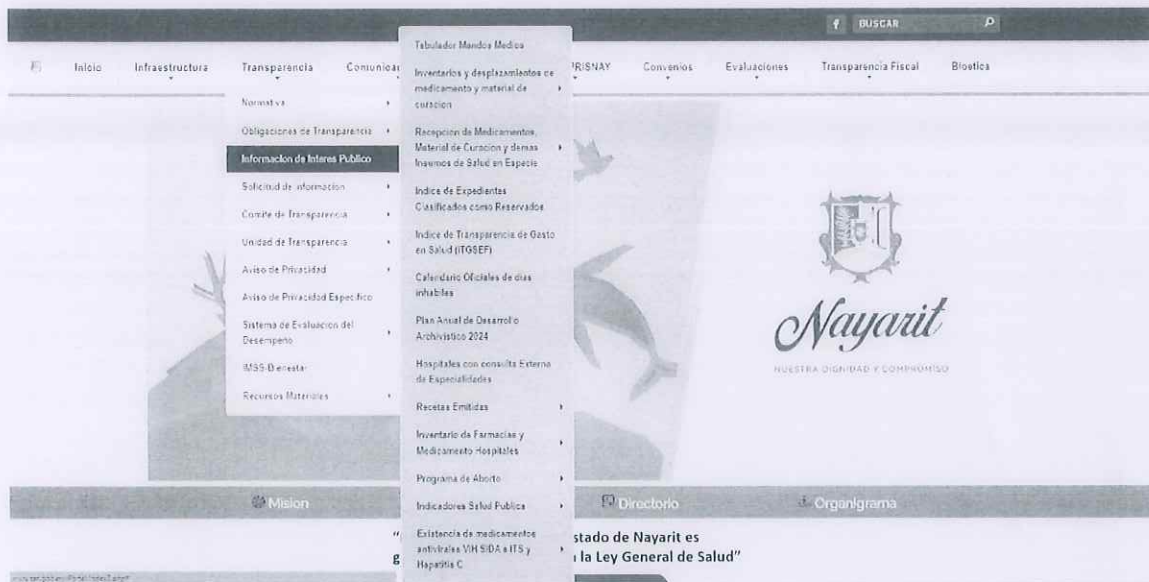 f BUSCAR
Inicio Infraestructura Transparencia Convenios Evaluaciones Transparencia Fiscal Bioetica
Normativa
Obligaciones de Transparencia
Informacion de Interes Publico
Solicitud de Informacion
Comite de Transparencia
Unidad de Transparencia
Aviso de Privacidad
Aviso de Privacidad Especifico
Sistema de Evaluacion del
Desempeño
IMSS-Bienestar
Recursos Materiales
Tabulador Mandos Medios
Inventarios y desplazamientos de
medicamento y material de
curacion
Recepcion de Medicamentos,
Material de Curacion y demas
Insumos de Salud en Especie
Indice de Expedientes
Clasificados como Reservados
Indice de Transparencia de Gasto
en Salud (ITGSEF)
Calendario Oficiales de dias
inhabiles
Plan Anual de Desarrollo
Archivistico 2024
Hospitales con consulta Externa
de Especialidades
Recetas Emitidas
Inventario de Farmacias y
Medicamento Hospitales
Programa de Aborto
Indicadores Salud Publica
Existencia de medicamentos
antivirales VIH SIDA e ITS y
Hepatitis C
Nayarit
NUESTRA DIGNIDAD Y COMPROMISO
Mision Directorio Organigrama
stado de Nayarit es
la Ley General de Salud”